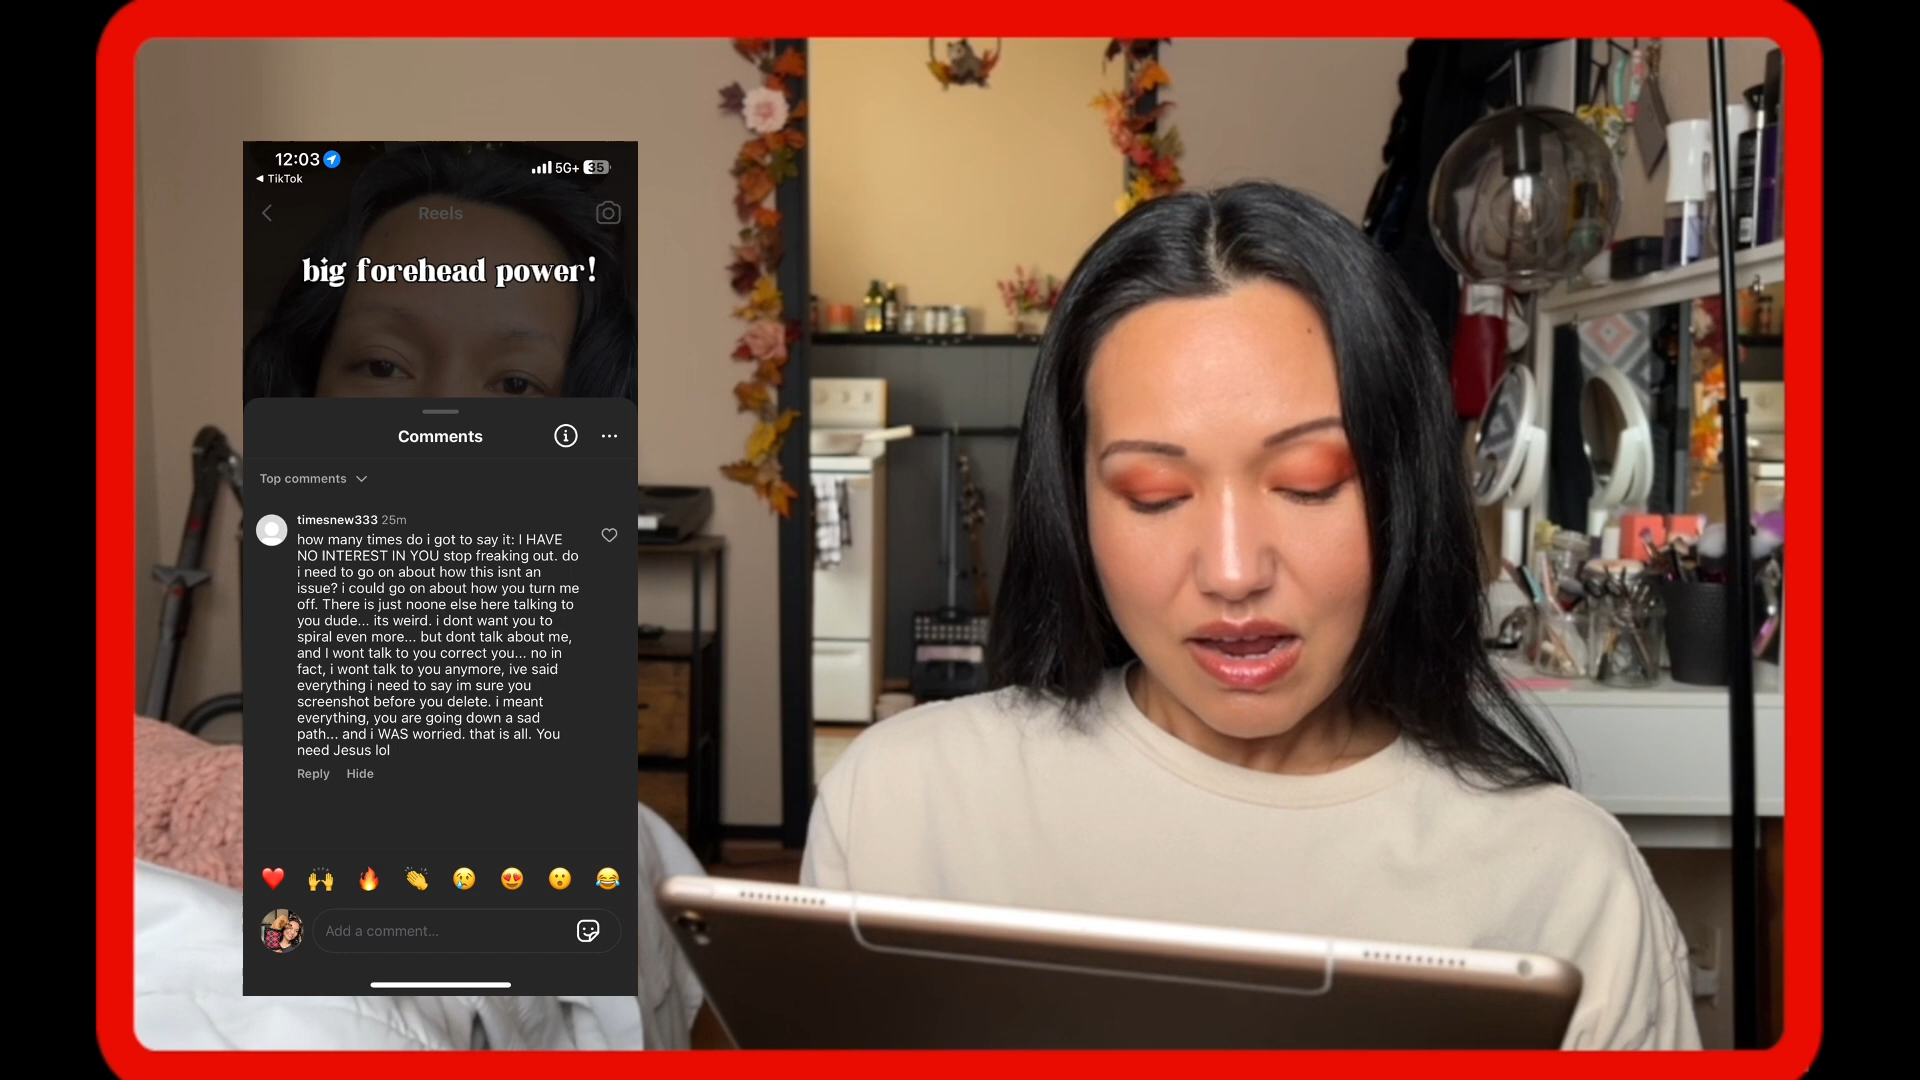 12:03
5G+ 35
◄ TikTok
Reels
big forehead power!
Comments
Top comments
timesnew333 25m
how many times do i got to say it: I HAVE
NO INTEREST IN YOU stop freaking out. do
i need to go on about how this isnt an
issue? i could go on about how you turn me
off. There is just noone else here talking to
you dude... its weird. i dont want you to
spiral even more... but dont talk about me,
and I wont talk to you correct you... no in
fact, i wont talk to you anymore, ive said
everything i need to say im sure you
screenshot before you delete. i meant
everything, you are going down a sad
path... and i WAS worried. that is all. You
need Jesus lol
Reply Hide
Add a comment...